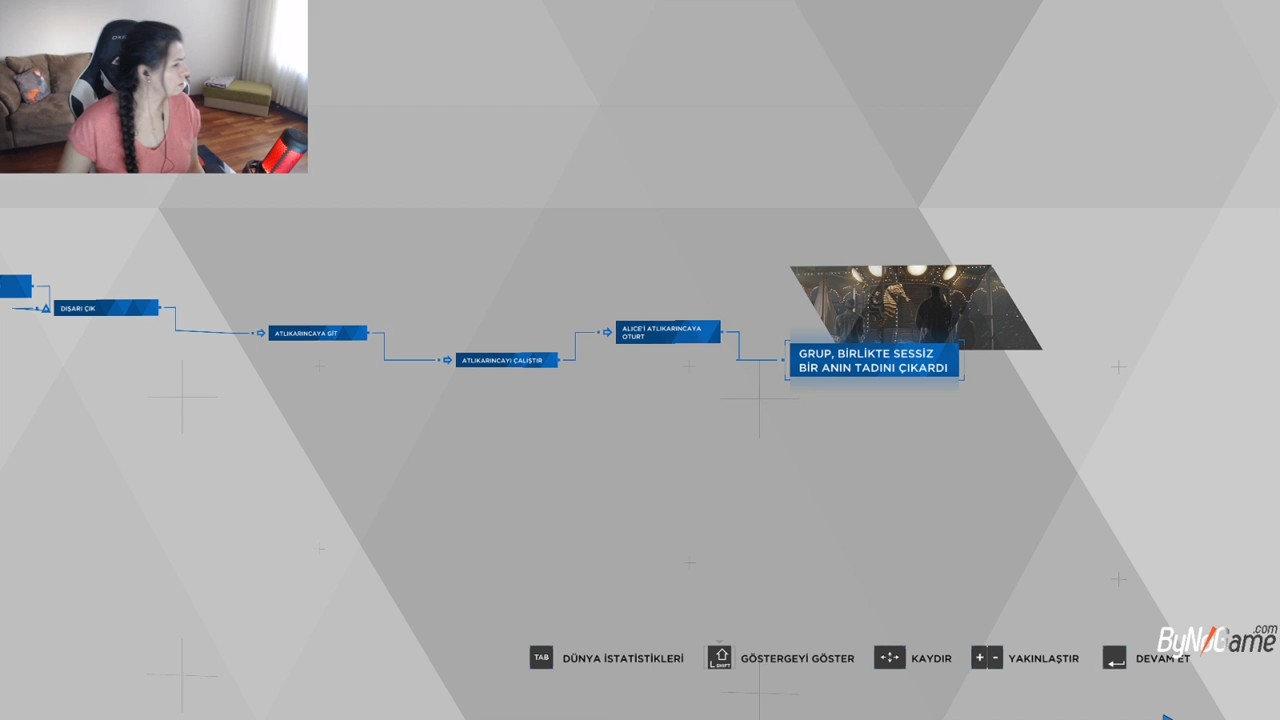 DIŞARI ÇIK
ATLIKARINCAYA GİT
ATLIKARINCAYI ÇALIŞTIR
ALICE'İ ATLIKARINCAYA
OTURT
GRUP, BİRLİKTE SESSİZ
BİR ANIN TADINI ÇIKARDI
TAB DÜNYA İSTATİSTİKLERİ
L SHIFT GÖSTERGEYİ GÖSTER
KAYDIR
+ - YAKINLAŞTIR
DEVAM ET
ByNoGame.com